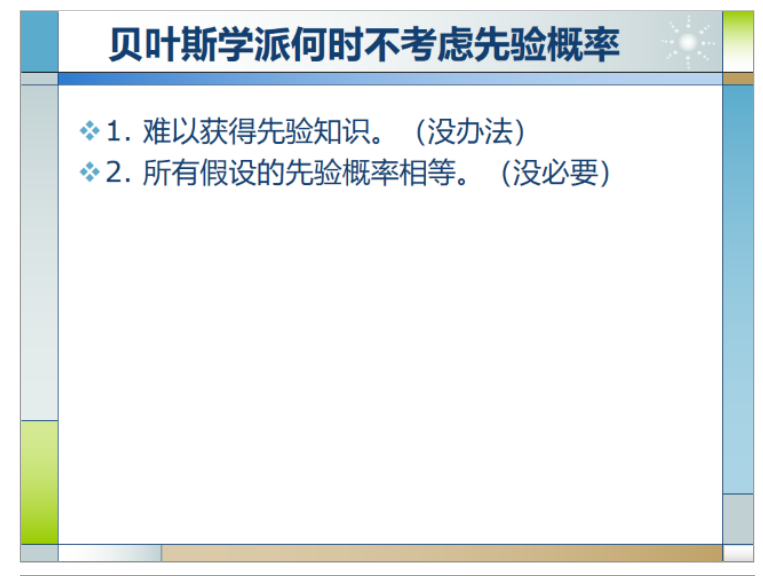 贝叶斯学派何时不考虑先验概率
1. 难以获得先验知识。（没办法）
2. 所有假设的先验概率相等。（没必要）